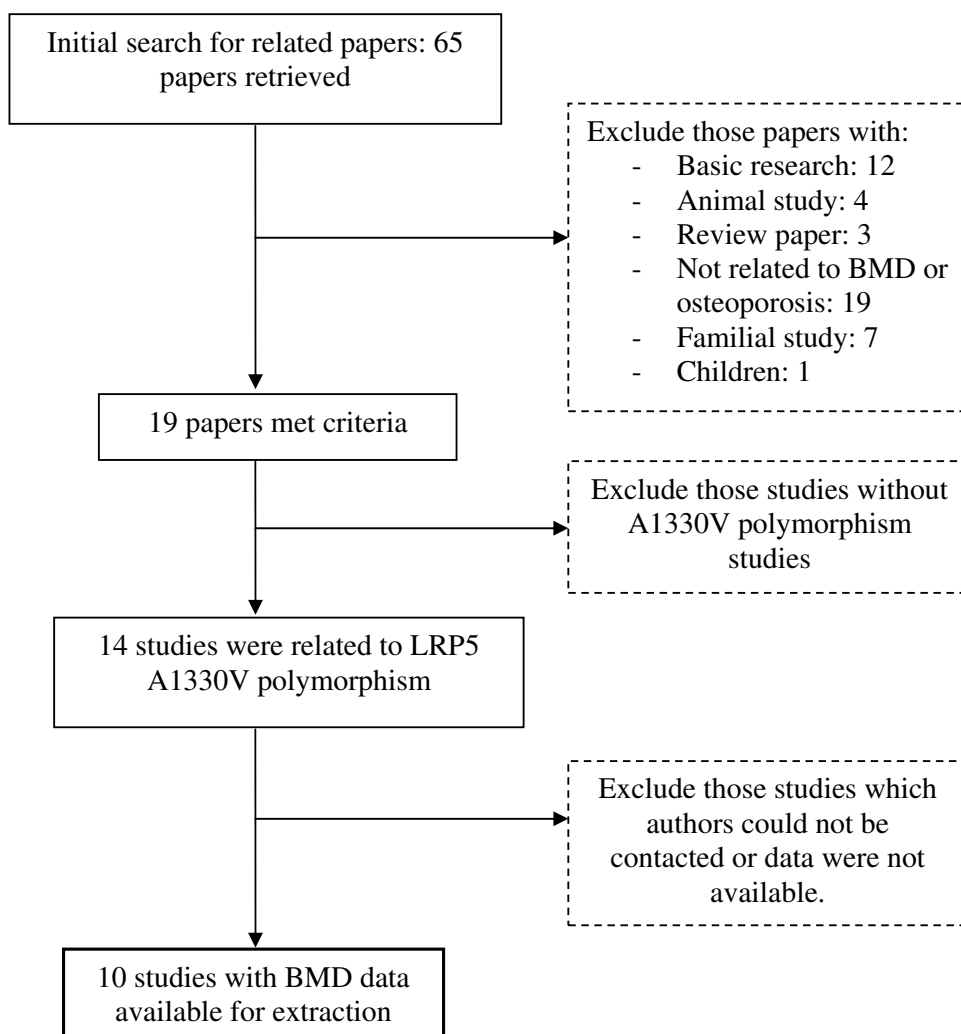 Initial search for related papers: 65
papers retrieved
Exclude those papers with:
- Basic research: 12
- Animal study: 4
- Review paper: 3
- Not related to BMD or
osteoporosis: 19
- Familial study: 7
- Children: 1
19 papers met criteria
Exclude those studies without
A1330V polymorphism
studies
14 studies were related to LRP5
A1330V polymorphism
Exclude those studies which
authors could not be
contacted or data were not
available.
10 studies with BMD data
available for extraction